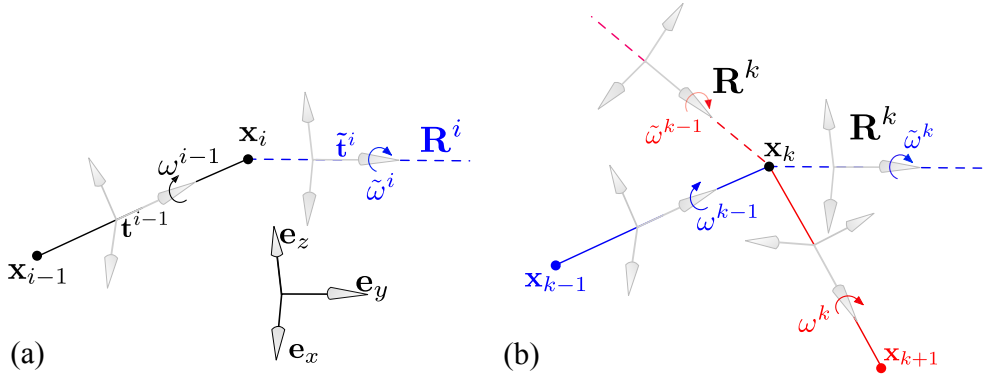 x_i
t̃^i
R^i
ω^{i−1}
ω̃^i
t^{i−1}
x_{i−1}
e_z
e_y
e_x
(a)
R^k
ω̃^{k−1}
R^k
ω̃^k
x_k
ω^{k−1}
x_{k−1}
ω^k
x_{k+1}
(b)